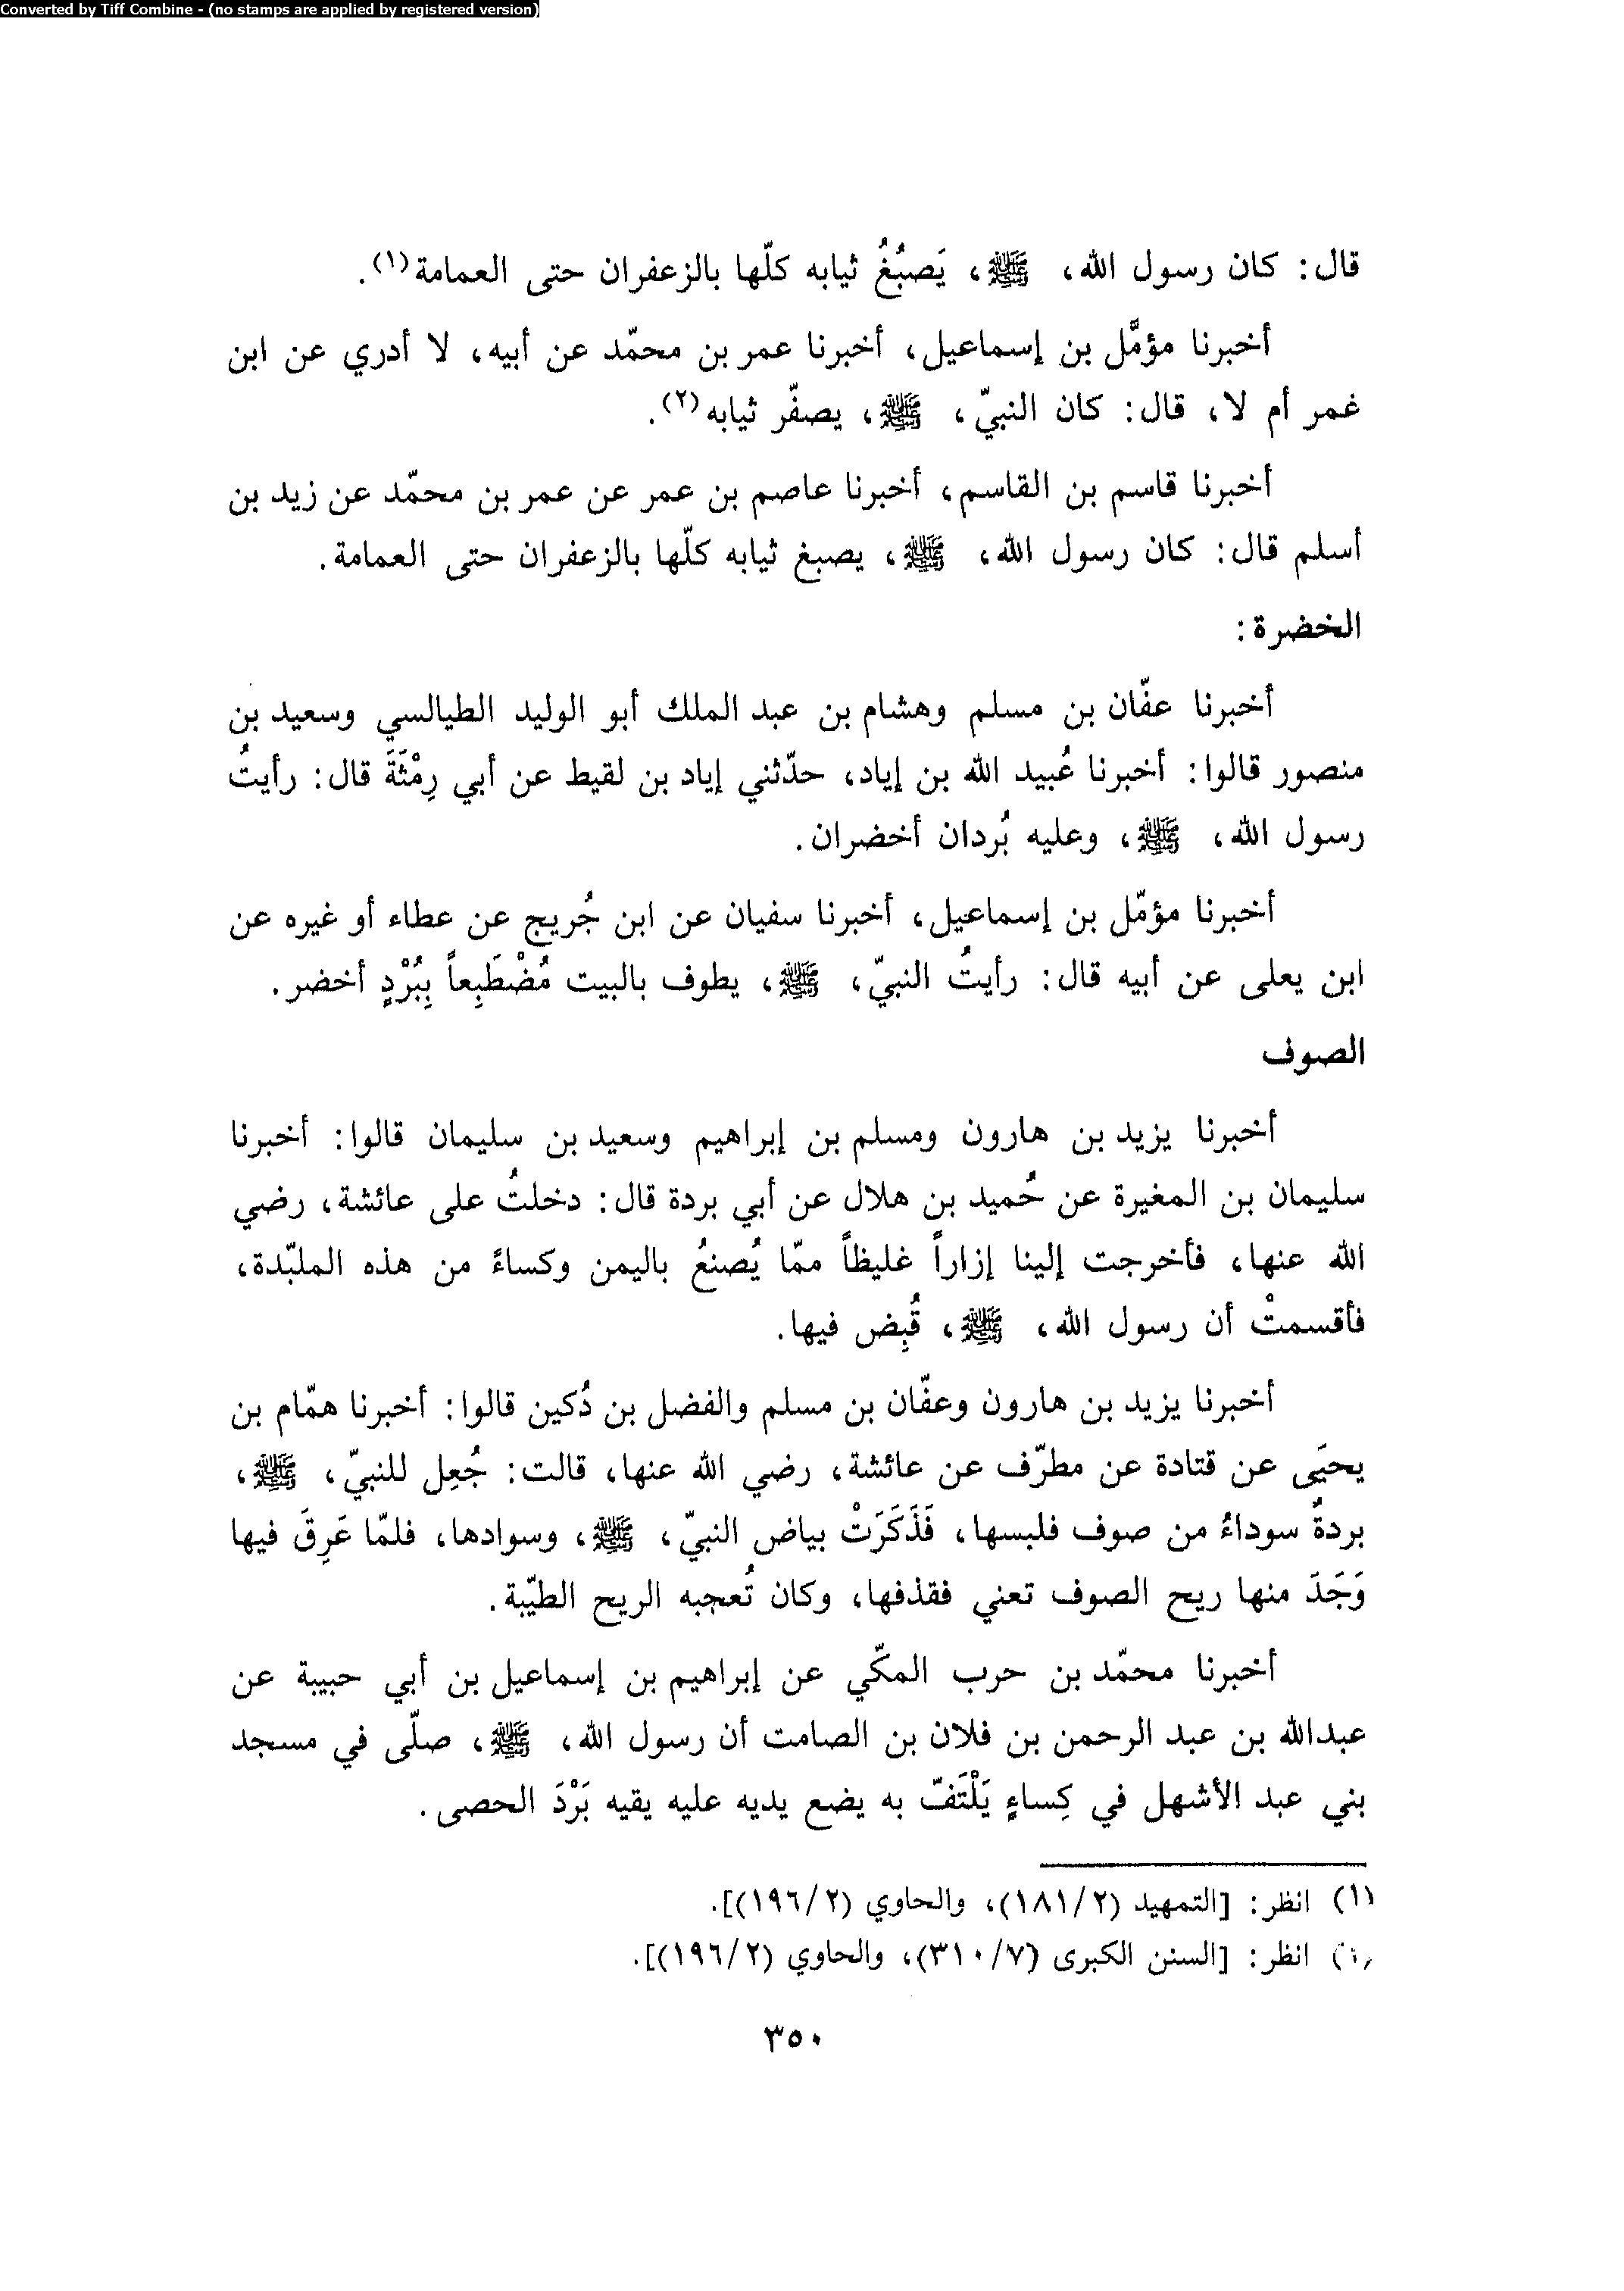 Converted by Tiff Combine - (no stamps are applied by registered version)
قال: كان رسول الله، ﷺ، يَصبُغُ ثيابه كلّها بالزعفران حتى العمامة(١).
أخبرنا مؤمَّل بن إسماعيل، أخبرنا عمر بن محمّد عن أبيه، لا أدري عن ابن
غمر أم لا، قال: كان النبيّ، ﷺ، يصفّر ثيابه(٢).
أخبرنا قاسم بن القاسم، أخبرنا عاصم بن عمر عن عمر بن محمّد عن زيد بن
أسلم قال: كان رسول الله، ﷺ، يصبغ ثيابه كلّها بالزعفران حتى العمامة.
الخضرة:
أخبرنا عفّان بن مسلم وهشام بن عبد الملك أبو الوليد الطيالسي وسعيد بن
منصور قالوا: أخبرنا عُبيد الله بن إياد، حدّثني إياد بن لقيط عن أبي رِمْثَةَ قال: رأيتُ
رسول الله، ﷺ، وعليه بُردان أخضران.
أخبرنا مؤمّل بن إسماعيل، أخبرنا سفيان عن ابن جُريج عن عطاء أو غيره عن
ابن يعلى عن أبيه قال: رأيتُ النبيّ، ﷺ، يطوف بالبيت مُضْطَبِعاً بِبُرْدٍ أخضر.
الصوف
أخبرنا يزيد بن هارون ومسلم بن إبراهيم وسعيد بن سليمان قالوا: أخبرنا
سليمان بن المغيرة عن حُميد بن هلال عن أبي بردة قال: دخلتُ على عائشة، رضي
الله عنها، فأخرجت إلينا إزاراً غليظاً ممّا يُصنعُ باليمن وكساءً من هذه الملبّدة،
فأقسمتْ أن رسول الله، ﷺ، قُبِض فيها.
أخبرنا يزيد بن هارون وعفّان بن مسلم والفضل بن دُكين قالوا: أخبرنا همّام بن
يحيَى عن قتادة عن مطرّف عن عائشة، رضي الله عنها، قالت: جُعِل للنبيّ، ﷺ،
بردةٌ سوداءُ من صوف فلبسها، فَذَكَرَتْ بياض النبيّ، ﷺ، وسوادها، فلمّا عَرِقَ فيها
وَجَدَ منها ريح الصوف تعني فقذفها، وكان تُعجبه الريح الطيّبة.
أخبرنا محمّد بن حرب المكّي عن إبراهيم بن إسماعيل بن أبي حبيبة عن
عبدالله بن عبد الرحمن بن فلان بن الصامت أن رسول الله، ﷺ، صلّى في مسجد
بني عبد الأشهل في كِساءٍ يَلْتَفّ به يضع يديه عليه يقيه بَرْدَ الحصى.
(١) انظر: [التمهيد (٢/١٨١)، والحاوي (٢/١٩٦)].
انظر: [السنن الكبرى (٧/٣١٠)، والحاوي (٢/١٩٦)].
٣٥٠